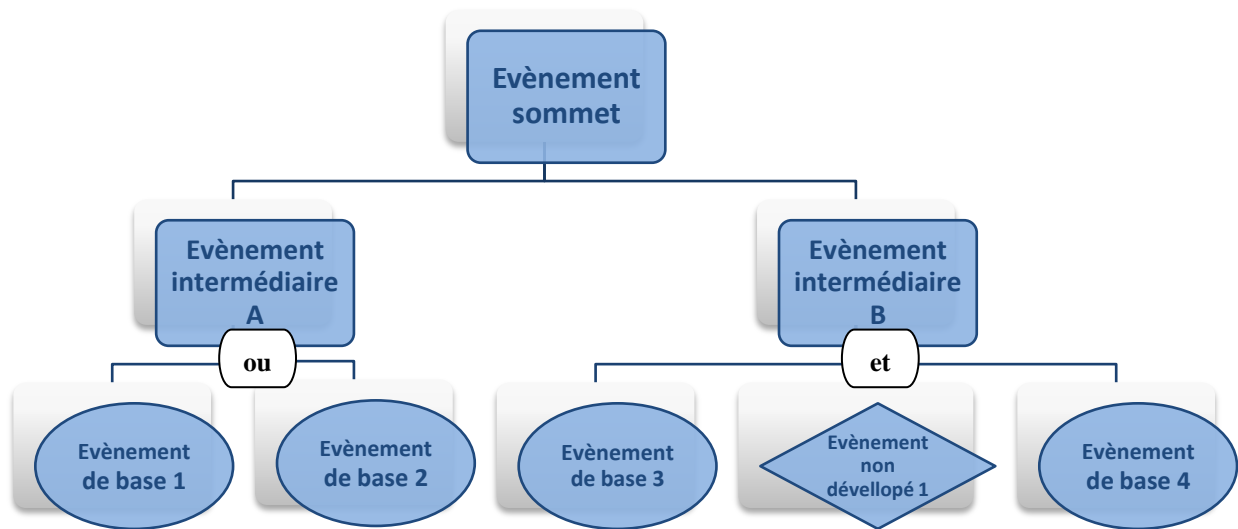 Evènement
sommet
Evènement
intermédiaire
A
Evènement
intermédiaire
B
ou
et
Evènement
de base 1
Evènement
de base 2
Evènement
de base 3
Evènement
non
dévellopé 1
Evènement
de base 4